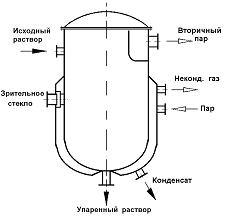 Исходный
раствор
Вторичный
пар
Неконд. газ
Зрительное
стекло
Пар
Конденсат
Упаренный раствор